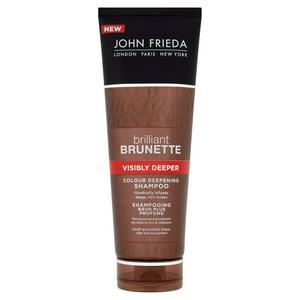 NEW
JOHN FRIEDA
LONDON PARIS NEW YORK
brilliant
BRUNETTE
VISIBLY DEEPER
COLOUR DEEPENING
SHAMPOO
Gradually infuses
deep, rich tones
SHAMPOOING
BRUN PLUS
PROFOND